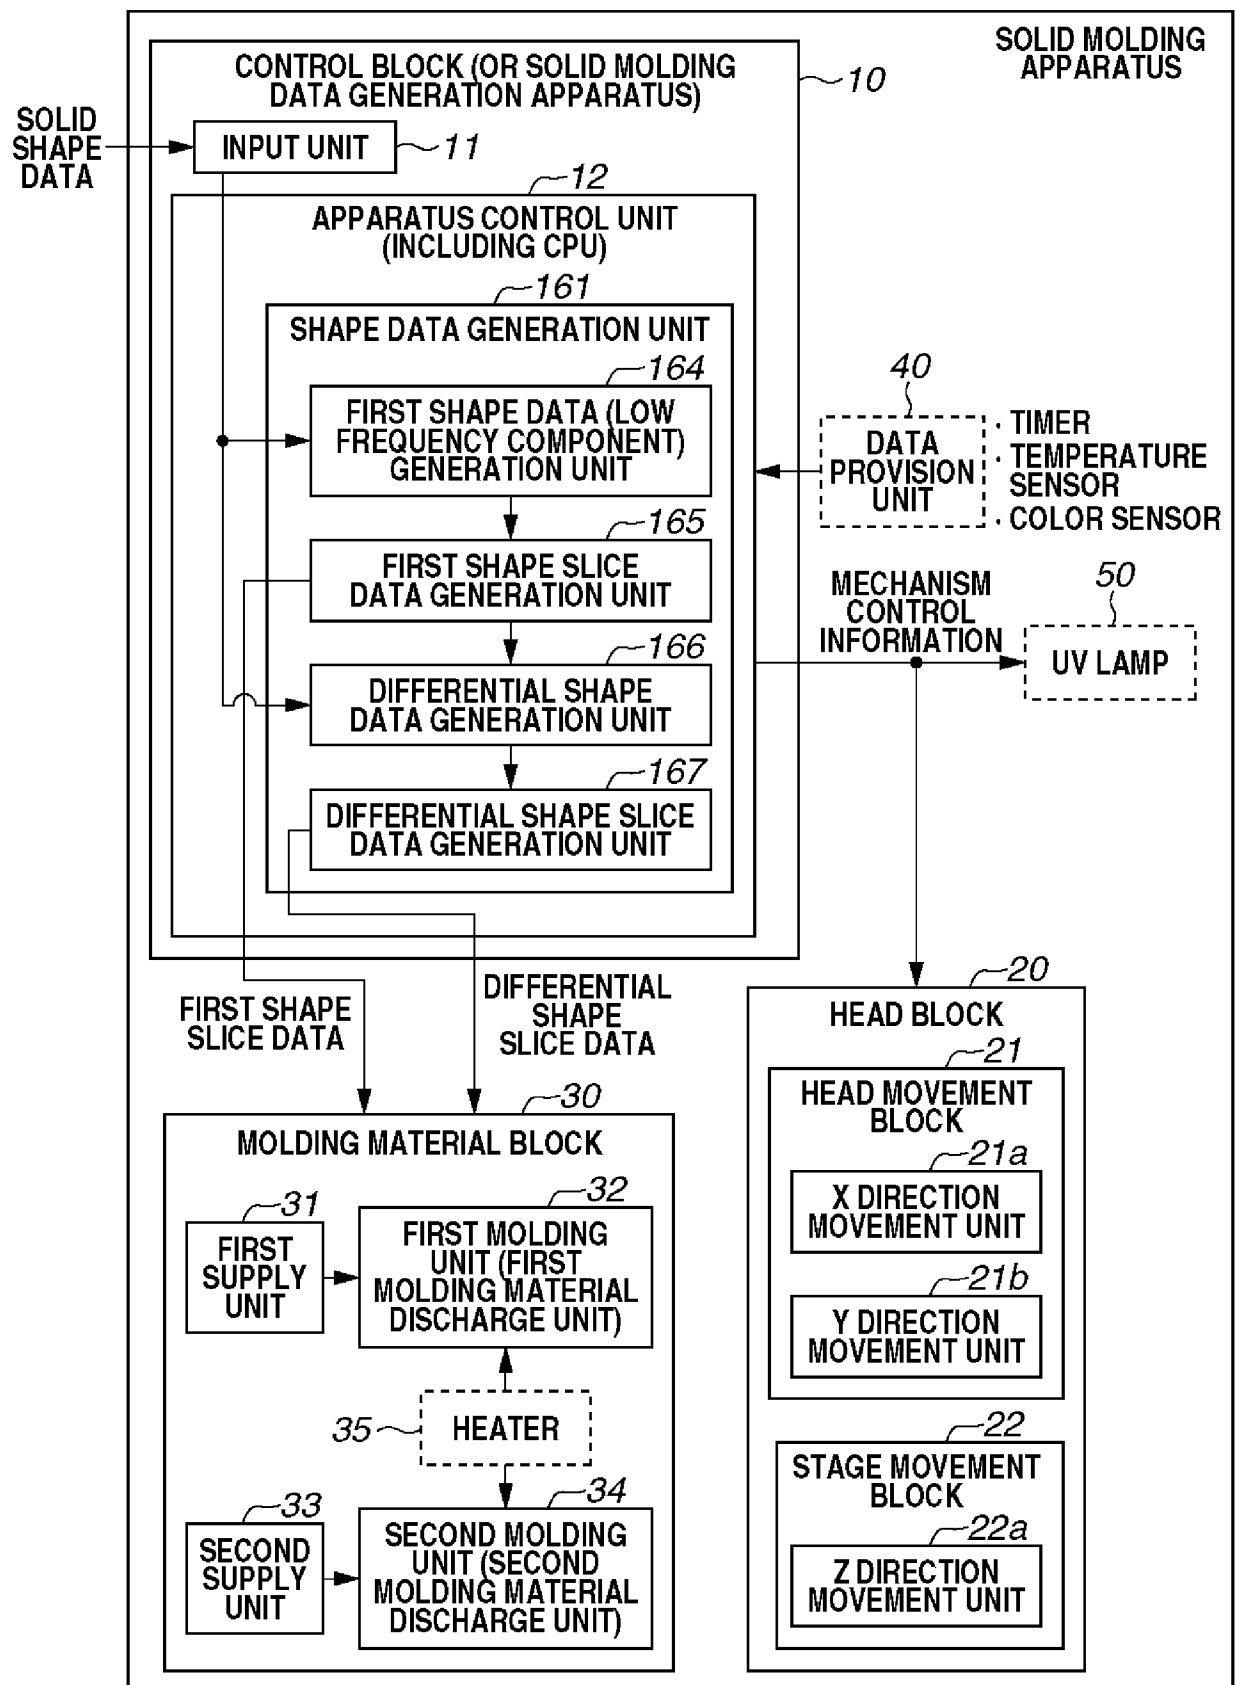 SOLID MOLDING
APPARATUS
CONTROL BLOCK (OR SOLID MOLDING
DATA GENERATION APPARATUS)
10
SOLID
SHAPE
DATA
INPUT UNIT
11
12
APPARATUS CONTROL UNIT
(INCLUDING CPU)
161
SHAPE DATA GENERATION UNIT
164
FIRST SHAPE DATA (LOW
FREQUENCY COMPONENT)
GENERATION UNIT
165
FIRST SHAPE SLICE
DATA GENERATION UNIT
166
DIFFERENTIAL SHAPE
DATA GENERATION UNIT
167
DIFFERENTIAL SHAPE SLICE
DATA GENERATION UNIT
40
DATA
PROVISION
UNIT
· TIMER
· TEMPERATURE
SENSOR
· COLOR SENSOR
MECHANISM
CONTROL
INFORMATION
50
UV LAMP
FIRST SHAPE
SLICE DATA
DIFFERENTIAL
SHAPE
SLICE DATA
20
HEAD BLOCK
21
HEAD MOVEMENT
BLOCK
21a
X DIRECTION
MOVEMENT UNIT
21b
Y DIRECTION
MOVEMENT UNIT
22
STAGE MOVEMENT
BLOCK
22a
Z DIRECTION
MOVEMENT UNIT
30
MOLDING MATERIAL BLOCK
31
FIRST
SUPPLY
UNIT
32
FIRST MOLDING
UNIT (FIRST
MOLDING MATERIAL
DISCHARGE UNIT)
35
HEATER
33
SECOND
SUPPLY
UNIT
34
SECOND MOLDING
UNIT (SECOND
MOLDING MATERIAL
DISCHARGE UNIT)